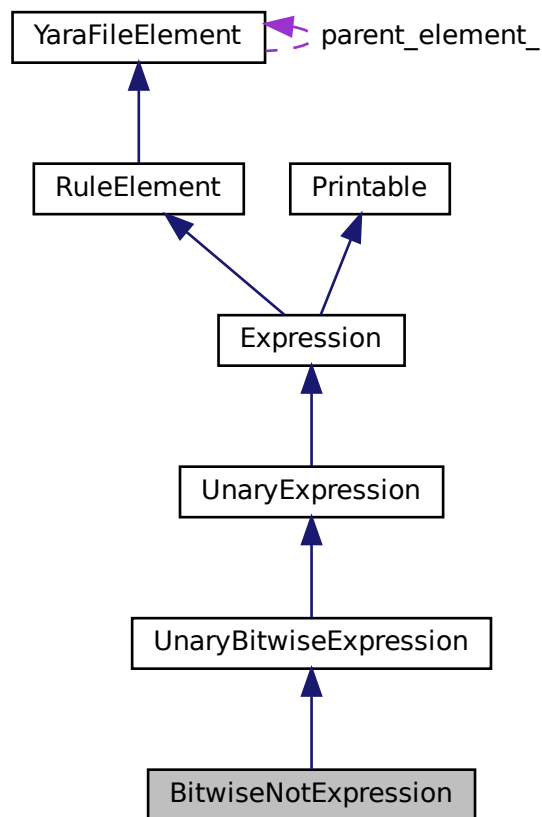 YaraFileElement
parent_element_
RuleElement
Printable
Expression
UnaryExpression
UnaryBitwiseExpression
BitwiseNotExpression